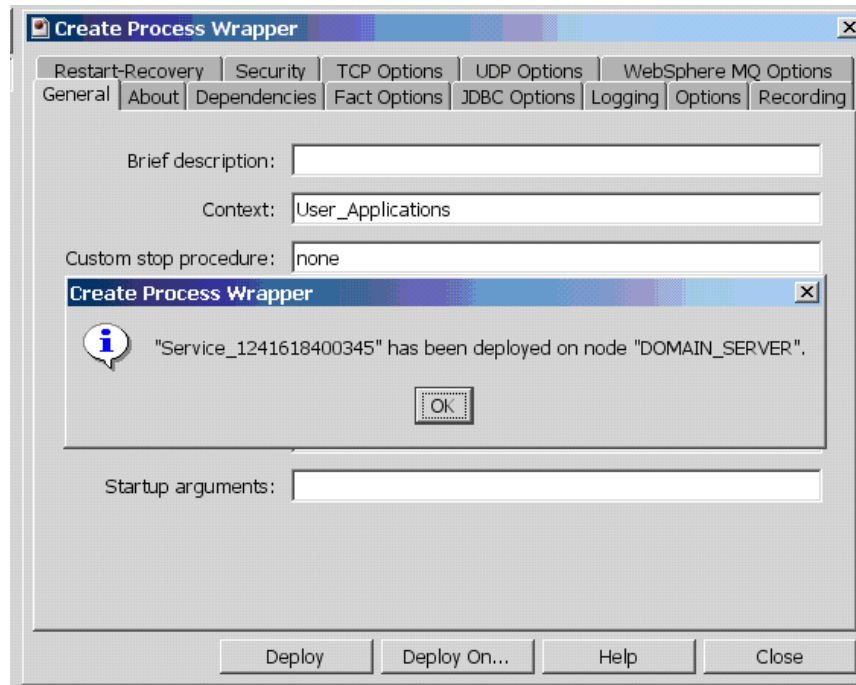 Create Process Wrapper
Restart-Recovery Security TCP Options UDP Options WebSphere MQ Options
General About Dependencies Fact Options JDBC Options Logging Options Recording
Brief description:
Context: User_Applications
Custom stop procedure: none
Create Process Wrapper
"Service_1241618400345" has been deployed on node "DOMAIN_SERVER".
OK
Startup arguments:
Deploy Deploy On... Help Close